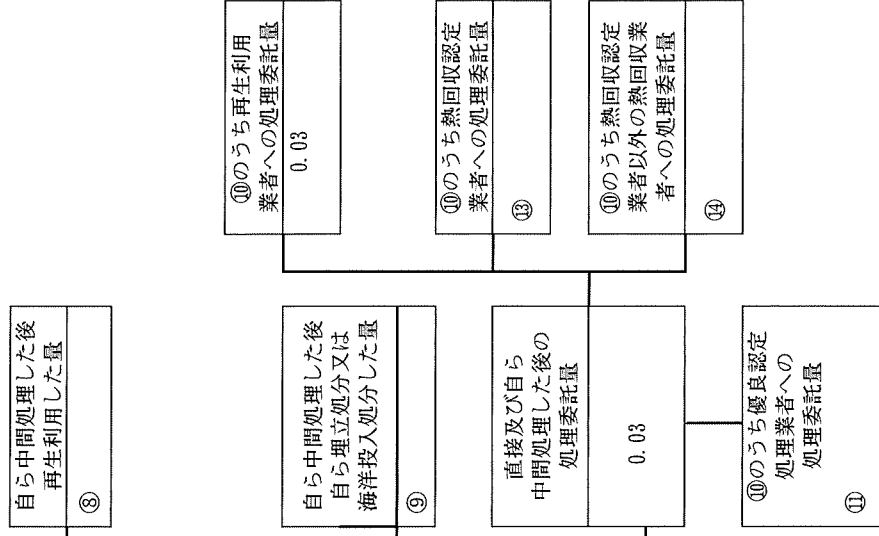 自ら中間処理した後
再生利用した量
⑧
自ら中間処理した後
自ら埋立処分又は
海洋投入処分した量
⑨
直接及び自ら
中間処理した後の
処理委託量
0.03
⑩のうち優良認定
処理業者への
処理委託量
⑪
⑩のうち再生利用
業者への処理委託量
0.03
⑩のうち熱回収認定
業者への処理委託量
⑬
⑩のうち熱回収認定
業者以外の熱回収業
者への処理委託量
⑭